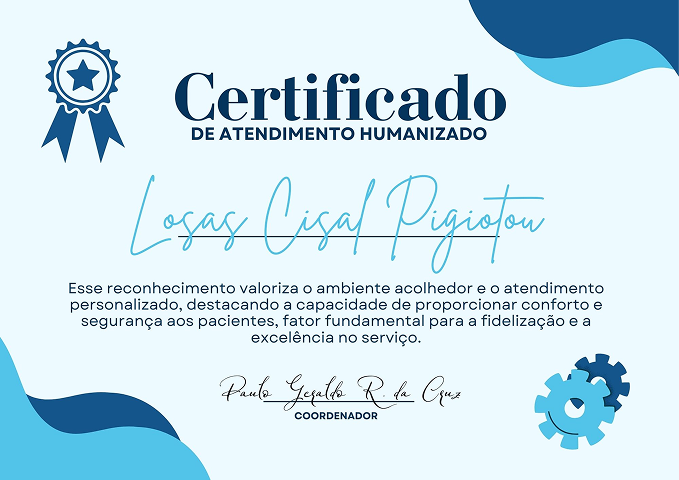 Certificado
DE ATENDIMENTO HUMANIZADO
Losas Cisal Pigiotou
Esse reconhecimento valoriza o ambiente acolhedor e o atendimento
personalizado, destacando a capacidade de proporcionar conforto e
segurança aos pacientes, fator fundamental para a fidelização e a
excelência no serviço.
Paulo Geraldo R. da Cruz
COORDENADOR